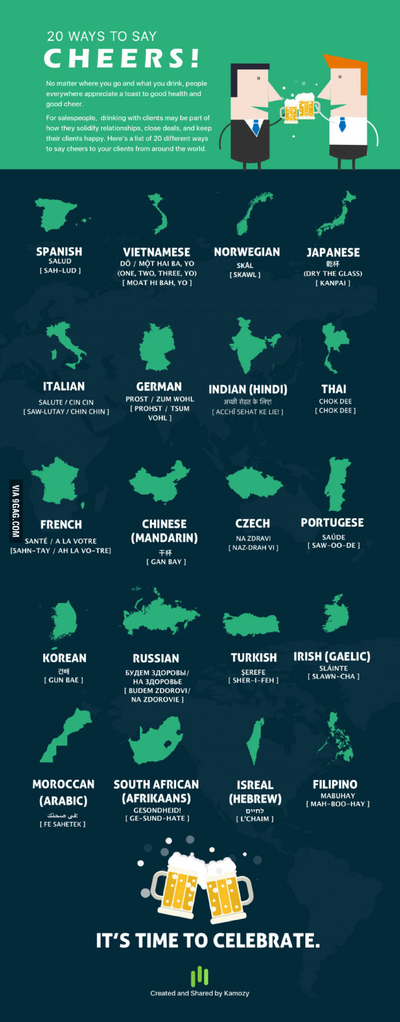 20 WAYS TO SAY
CHEERS!
No matter where you go and what you drink, people
everywhere appreciate a toast to good health and
good cheer.
For salespeople, drinking with clients may be part of
how they solidify relationships, close deals, and keep
their clients happy. Here's a list of 20 different ways
to say cheers to your clients from around the world.
SPANISH
SALUD
[ SAH-LUD ]
VIETNAMESE
DÔ / MỘT HAI BA, YO
(ONE, TWO, THREE, YO)
[ MOAT HI BAH, YO ]
NORWEGIAN
SKÅL
[ SKAWL ]
JAPANESE
乾杯
(DRY THE GLASS)
[ KANPAI ]
ITALIAN
SALUTE / CIN CIN
[ SAW-LUTAY / CHIN CHIN ]
GERMAN
PROST / ZUM WOHL
[ PROHST / TSUM
VOHL ]
INDIAN (HINDI)
अच्छी सेहत के लिए!
[ ACCHĪ SEHAT KE LIE! ]
THAI
CHOK DEE
[ CHOK DEE ]
VIA 9GAG.COM
FRENCH
SANTÉ / A LA VOTRE
[SAHN-TAY / AH LA VO-TRE]
CHINESE
(MANDARIN)
干杯
[ GAN BAY ]
CZECH
NA ZDRAVI
[ NAZ-DRAH VI ]
PORTUGESE
SAÚDE
[ SAW-OO-DE ]
KOREAN
건배
[ GUN BAE ]
RUSSIAN
БУДЕМ ЗДОРОВЫ/
НА ЗДОРОВЬЕ
[ BUDEM ZDOROVI/
NA ZDOROVIE ]
TURKISH
ŞEREFE
[ SHER-I-FEH ]
IRISH (GAELIC)
SLÁINTE
[ SLAWN-CHA ]
MOROCCAN
(ARABIC)
في صحتك:
[ FE SAHETEK ]
SOUTH AFRICAN
(AFRIKAANS)
GESONDHEID!
[ GE-SUND-HATE ]
ISREAL
(HEBREW)
לחיים
[ L'CHAIM ]
FILIPINO
MABUHAY
[ MAH-BOO-HAY ]
IT'S TIME TO CELEBRATE.
Created and Shared by Kamozy